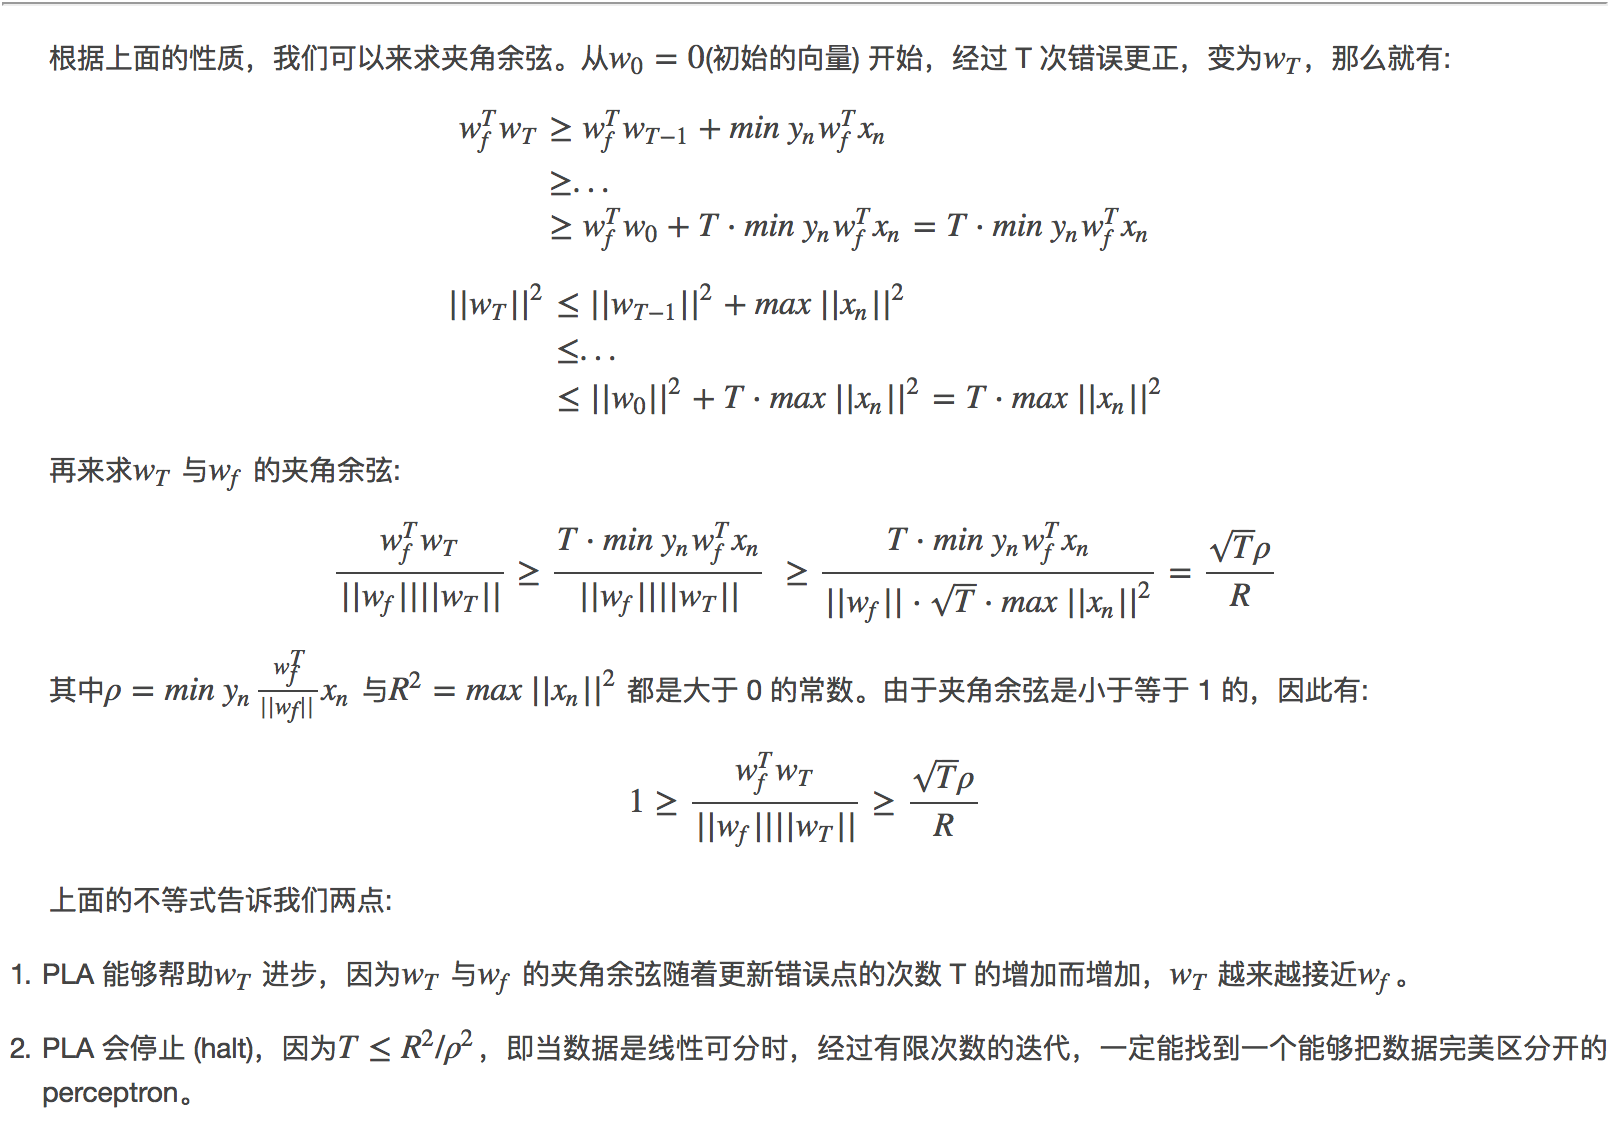 根据上面的性质，我们可以来求夹角余弦。从$w_0 = 0$(初始的向量) 开始，经过 T 次错误更正，变为$w_T$，那么就有:
$w_f^T w_T \geq w_f^T w_{T-1} + min\ y_n w_f^T x_n$
$\geq ...$
$\geq w_f^T w_0 + T \cdot min\ y_n w_f^T x_n = T \cdot min\ y_n w_f^T x_n$
$||w_T||^2 \leq ||w_{T-1}||^2 + max\ ||x_n||^2$
$\leq ...$
$\leq ||w_0||^2 + T \cdot max\ ||x_n||^2 = T \cdot max\ ||x_n||^2$
再来求$w_T$ 与$w_f$ 的夹角余弦:
$\frac{w_f^T w_T}{||w_f||||w_T||} \geq \frac{T \cdot min\ y_n w_f^T x_n}{||w_f||||w_T||} \geq \frac{T \cdot min\ y_n w_f^T x_n}{||w_f|| \cdot \sqrt{T} \cdot max\ ||x_n||^2} = \frac{\sqrt{T}\rho}{R}$
其中$\rho = min\ y_n \frac{w_f^T}{||w_f||} x_n$ 与$R^2 = max\ ||x_n||^2$ 都是大于 0 的常数。由于夹角余弦是小于等于 1 的，因此有:
$1 \geq \frac{w_f^T w_T}{||w_f||||w_T||} \geq \frac{\sqrt{T}\rho}{R}$
上面的不等式告诉我们两点:
1. PLA 能够帮助$w_T$ 进步，因为$w_T$ 与$w_f$ 的夹角余弦随着更新错误点的次数 T 的增加而增加，$w_T$ 越来越接近$w_f$。
2. PLA 会停止 (halt)，因为$T \leq R^2/\rho^2$，即当数据是线性可分时，经过有限次数的迭代，一定能找到一个能够把数据完美区分开的
perceptron。